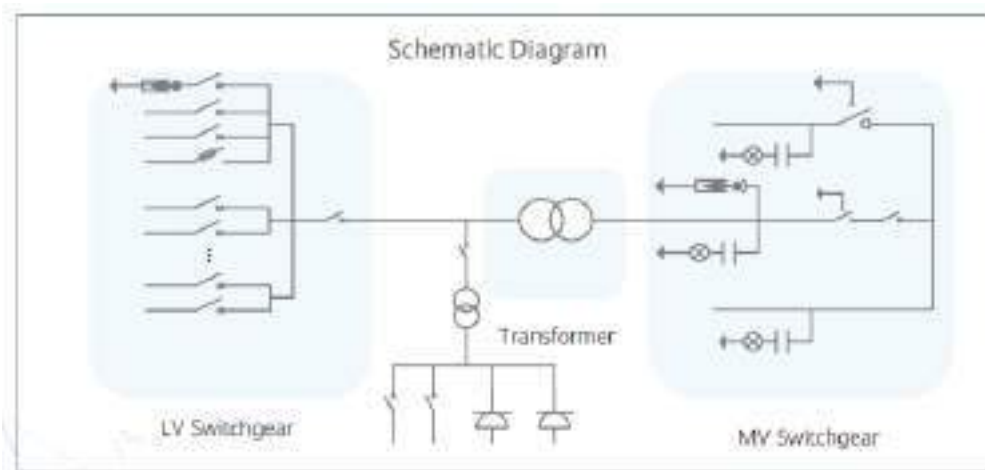 Schematic Diagram
Transformer
LV Switchgear
MV Switchgear